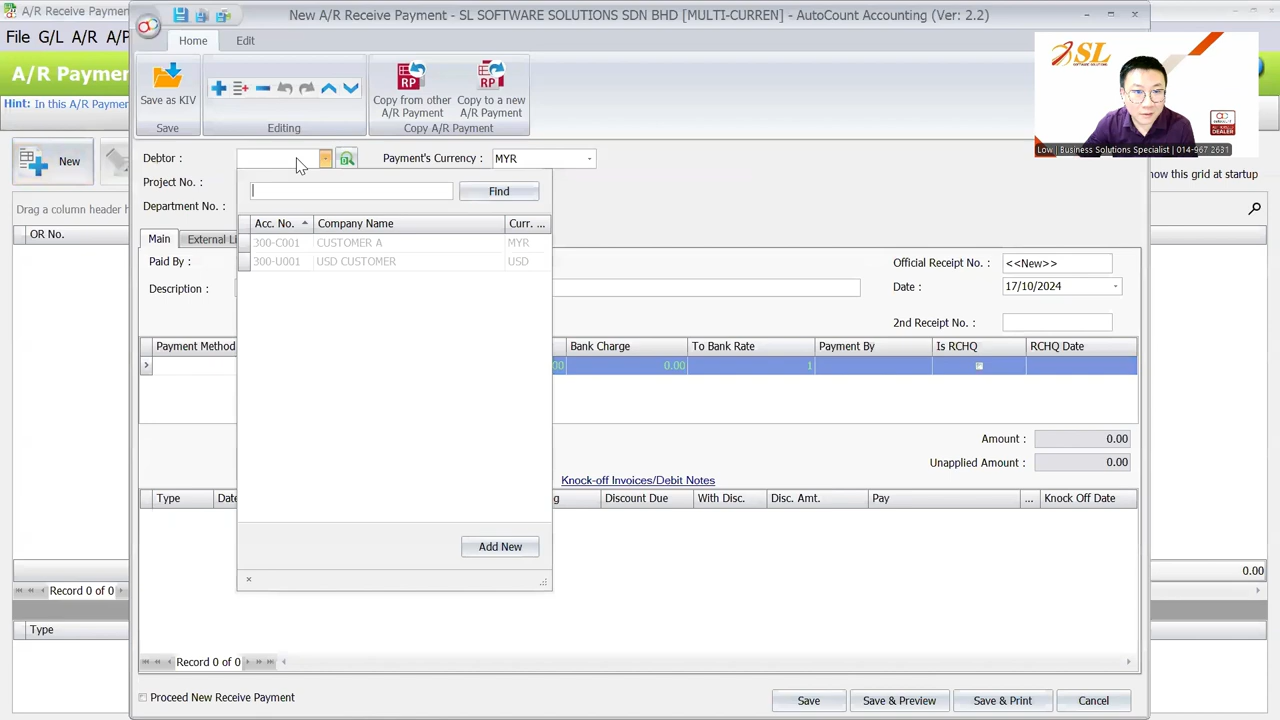 New A/R Receive Payment - SL SOFTWARE SOLUTIONS SDN BHD [MULTI-CURREN] - AutoCount Accounting (Ver: 2.2)
A/R Receive Payme
File G/L A/R A/P
Home Edit
A/R Paymen
Hint: In this A/R Paymen
SL
SOFTWARE SOLUTIONS
DEALER
Low | Business Solutions Specialist | 014-967 2631
Save as KIV
Save
Editing
Copy from other A/R Payment
Copy to a new A/R Payment
Copy A/R Payment
New
how this grid at startup
Debtor :
Payment's Currency : MYR
Project No. :
Department No. :
Find
Drag a column header h
OR No.
Acc. No. Company Name Curr. ...
300-C001 CUSTOMER A MYR
300-U001 USD CUSTOMER USD
Main External Li
Paid By :
Description :
Official Receipt No. : <<New>>
Date : 17/10/2024
2nd Receipt No. :
Payment Method Bank Charge To Bank Rate Payment By Is RCHQ RCHQ Date
00 0.00 1
Amount : 0.00
Unapplied Amount : 0.00
Knock-off Invoices/Debit Notes
Type Date g Discount Due With Disc. Disc. Amt. Pay ... Knock Off Date
Add New
0.00
Record 0 of 0
Type
Record 0 of 0
Proceed New Receive Payment
Save Save & Preview Save & Print Cancel